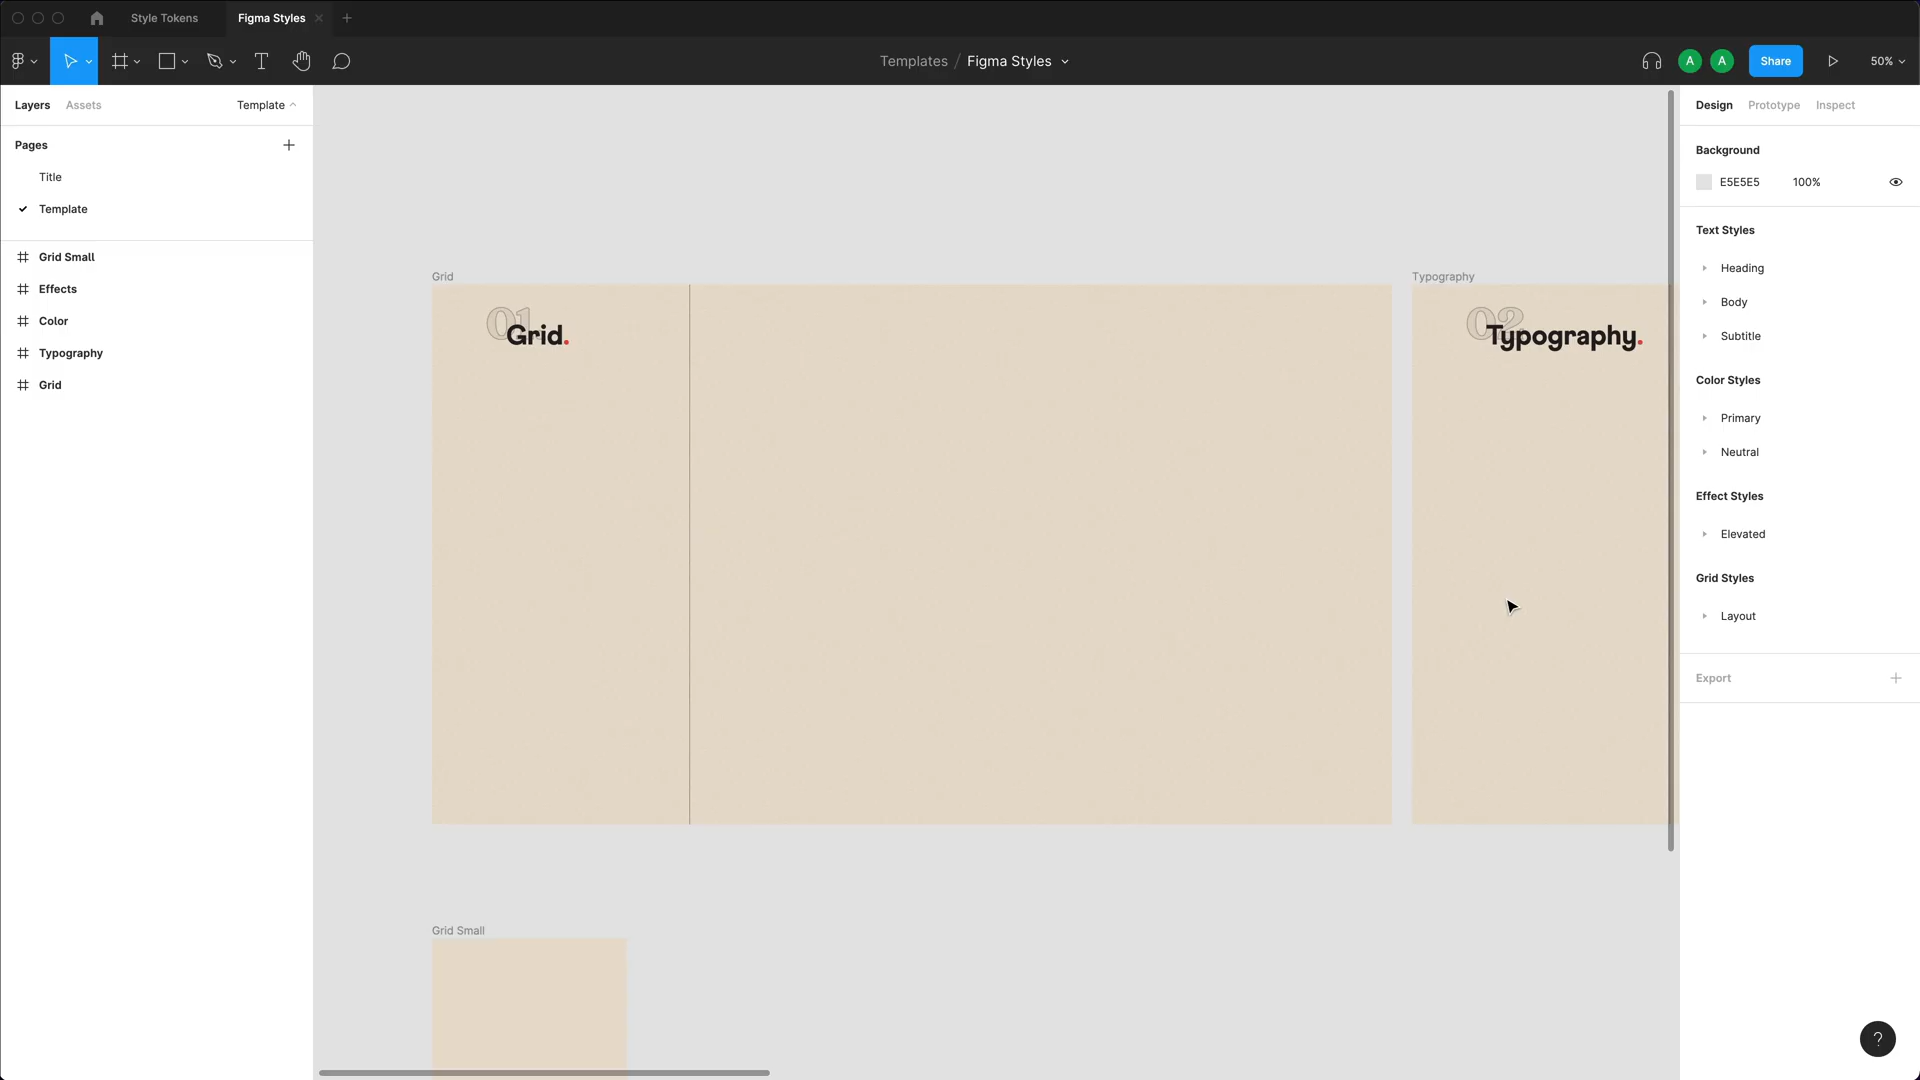 Style Tokens
Figma Styles
Templates / Figma Styles
A
A
Share
50%
Layers
Assets
Template
Pages
Title
Template
Grid Small
Effects
Color
Typography
Grid
Grid
01
Grid.
Typography
02
Typography.
Grid Small
Design
Prototype
Inspect
Background
E5E5E5
100%
Text Styles
Heading
Body
Subtitle
Color Styles
Primary
Neutral
Effect Styles
Elevated
Grid Styles
Layout
Export
?